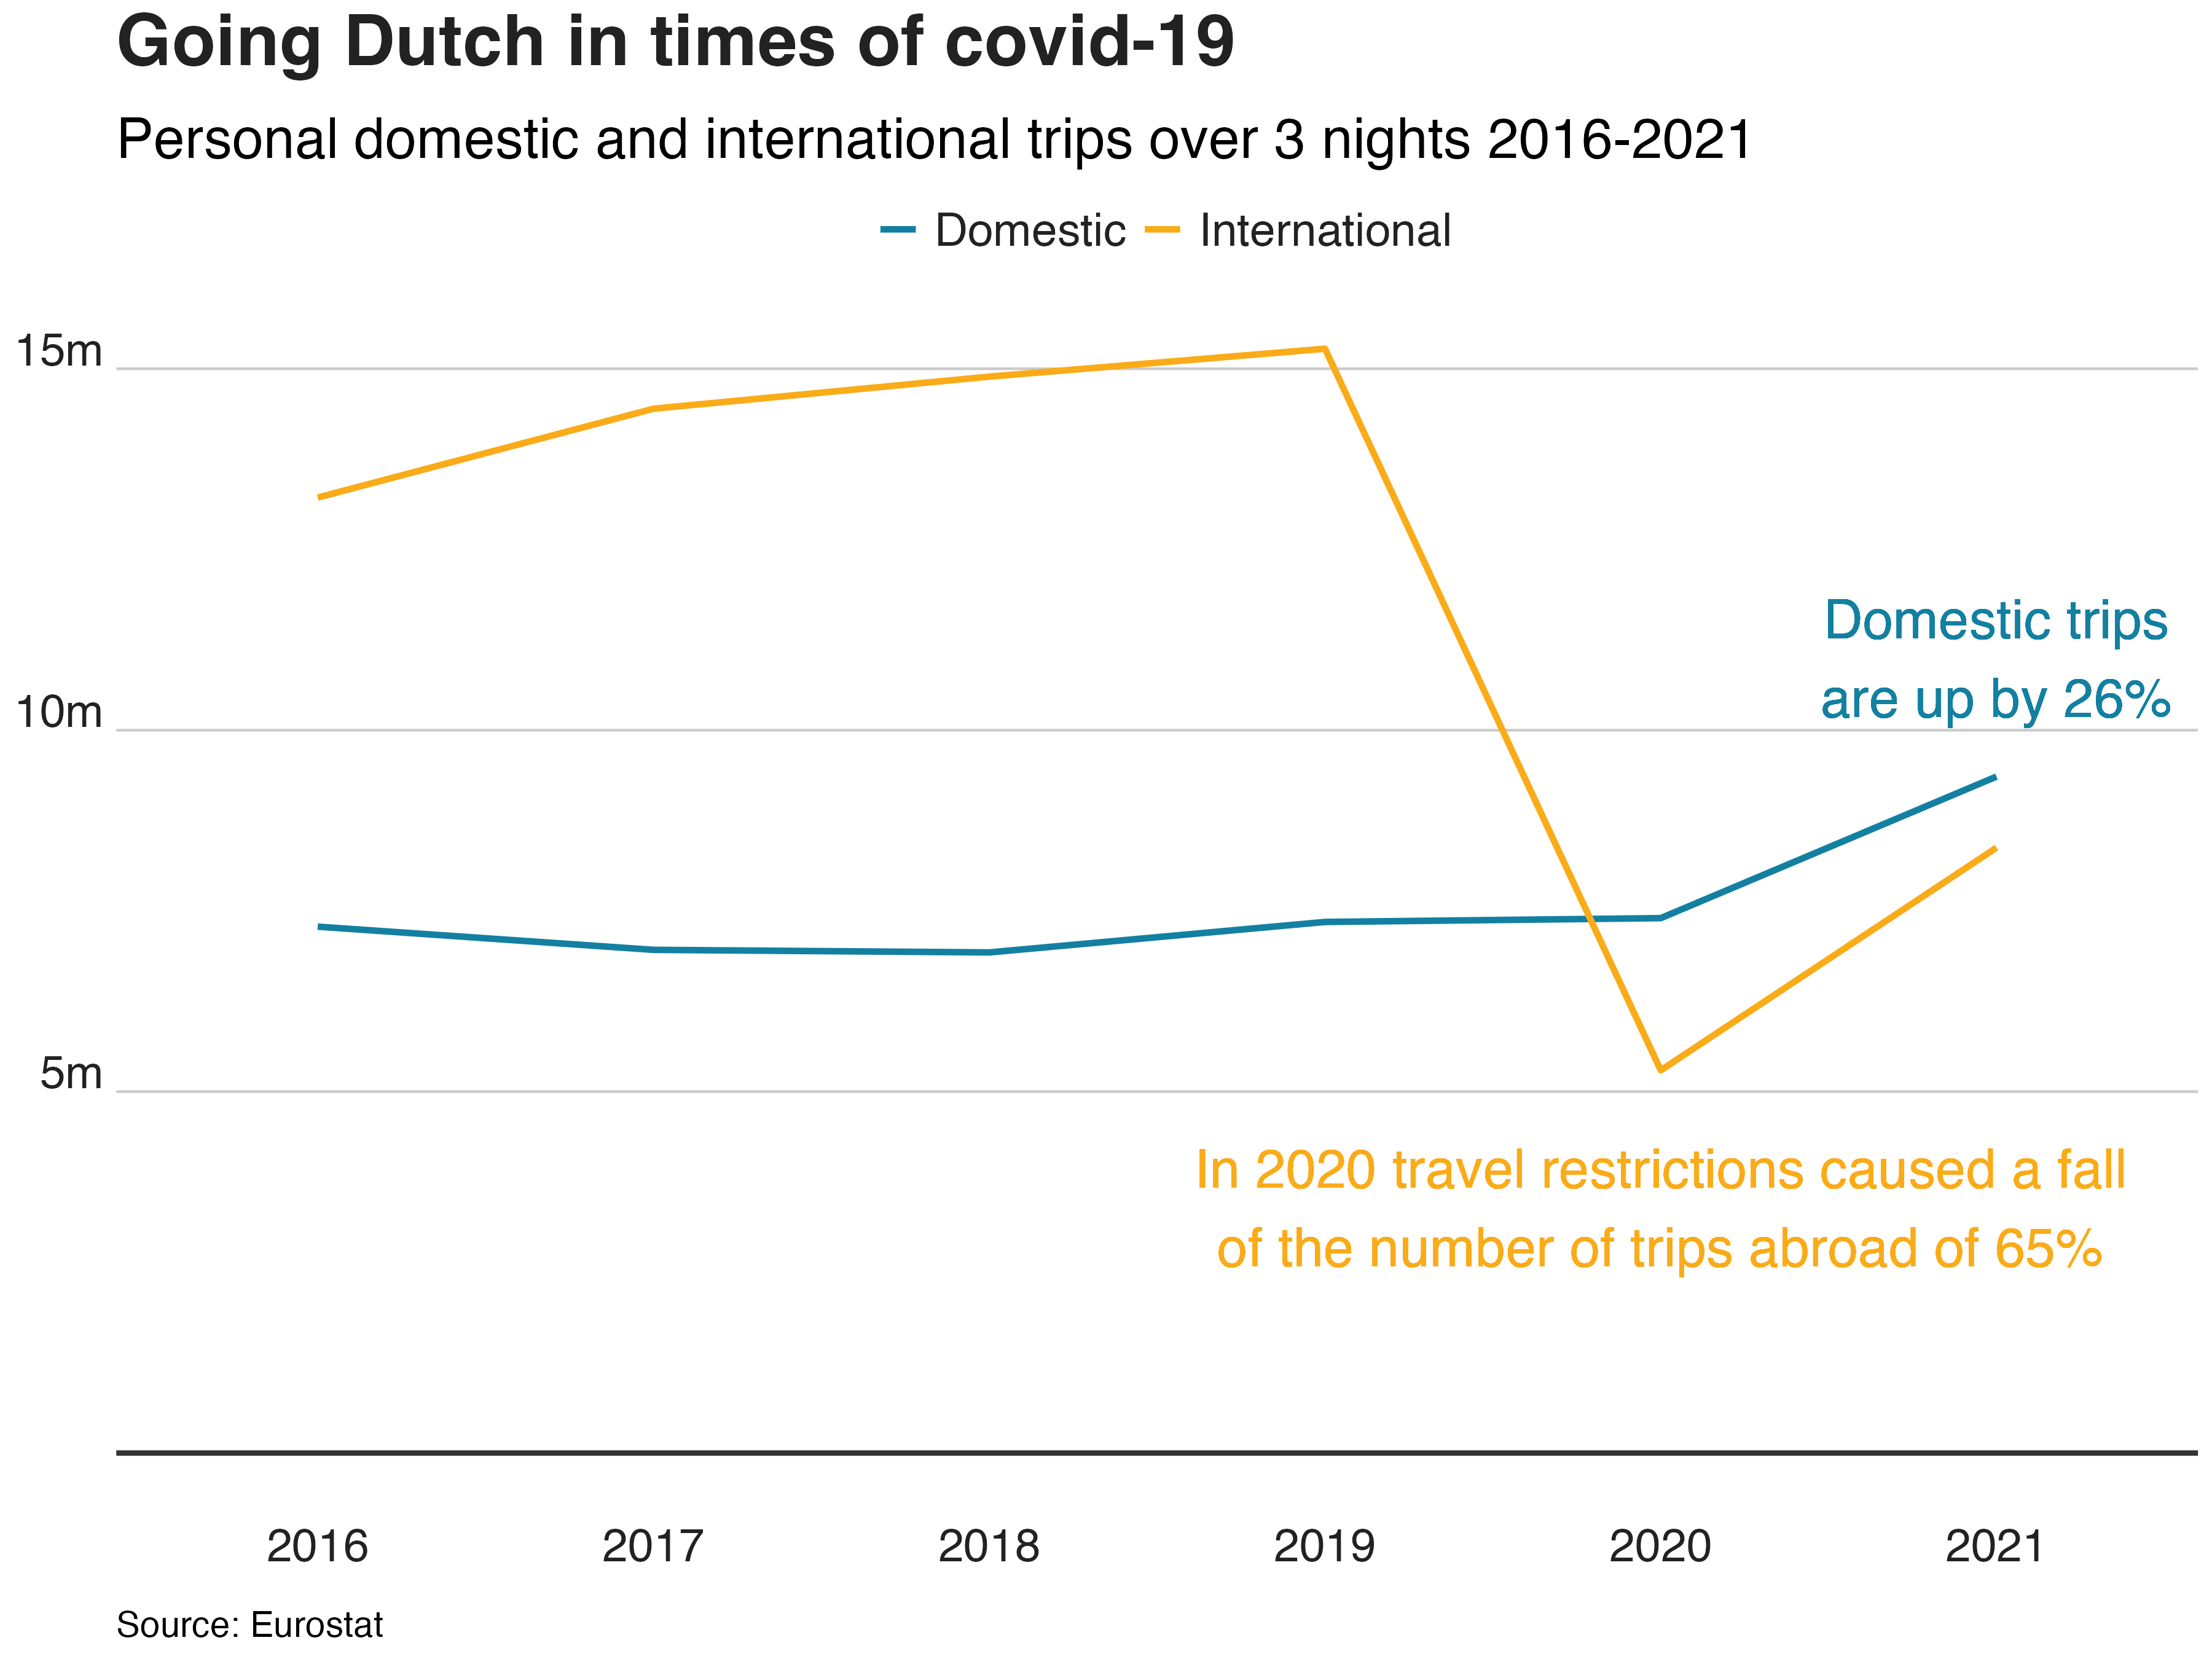 Going Dutch in times of covid-19
Personal domestic and international trips over 3 nights 2016-2021
Domestic International
15m
10m
5m
Domestic trips
are up by 26%
In 2020 travel restrictions caused a fall
of the number of trips abroad of 65%
2016 2017 2018 2019 2020 2021
Source: Eurostat